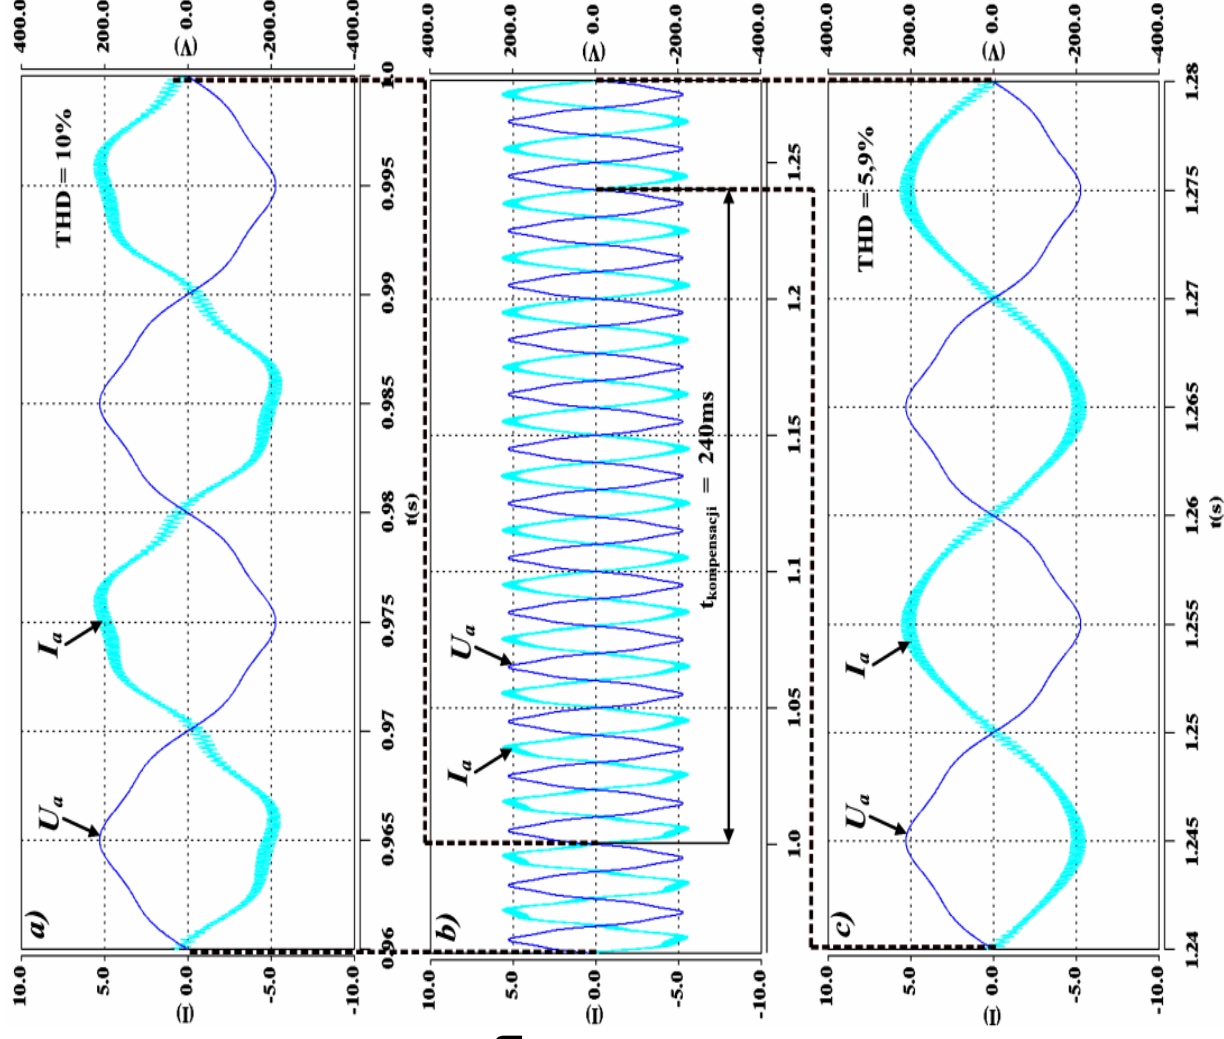 a)
THD = 10%
U_a
I_a
(I)
10.0
5.0
0.0
-5.0
-10.0
(V)
400.0
200.0
0.0
-200.0
-400.0
0.96
0.965
0.97
0.975
0.98
0.985
0.99
0.995
1.0
t(s)
b)
I_a
U_a
t_kompensacji = 240ms
(I)
10.0
5.0
0.0
-5.0
-10.0
(V)
400.0
200.0
0.0
-200.0
-400.0
1.0
1.05
1.1
1.15
1.2
1.25
c)
THD = 5,9%
U_a
I_a
(I)
10.0
5.0
0.0
-5.0
-10.0
(V)
400.0
200.0
0.0
-200.0
-400.0
1.24
1.245
1.25
1.255
1.26
1.265
1.27
1.275
1.28
t(s)